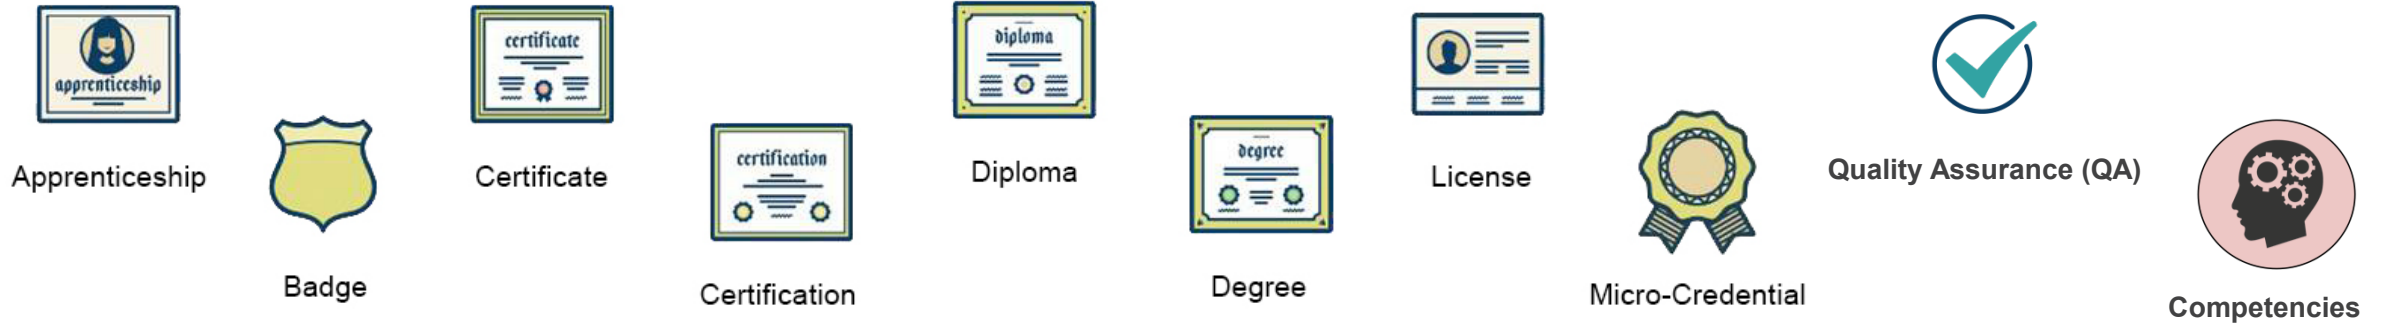 apprenticeship
Apprenticeship
Badge
certificate
Certificate
certification
Certification
diploma
Diploma
degree
Degree
License
Micro-Credential
Quality Assurance (QA)
Competencies